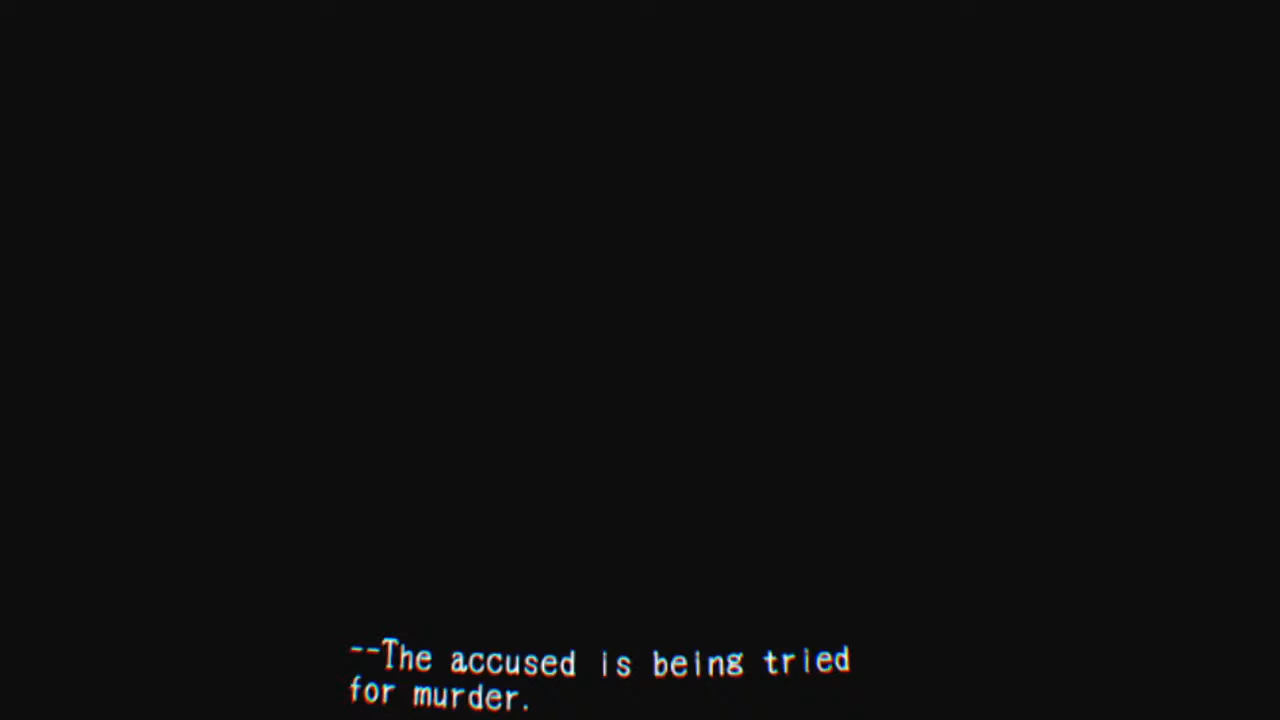 --The accused is being tried
for murder.